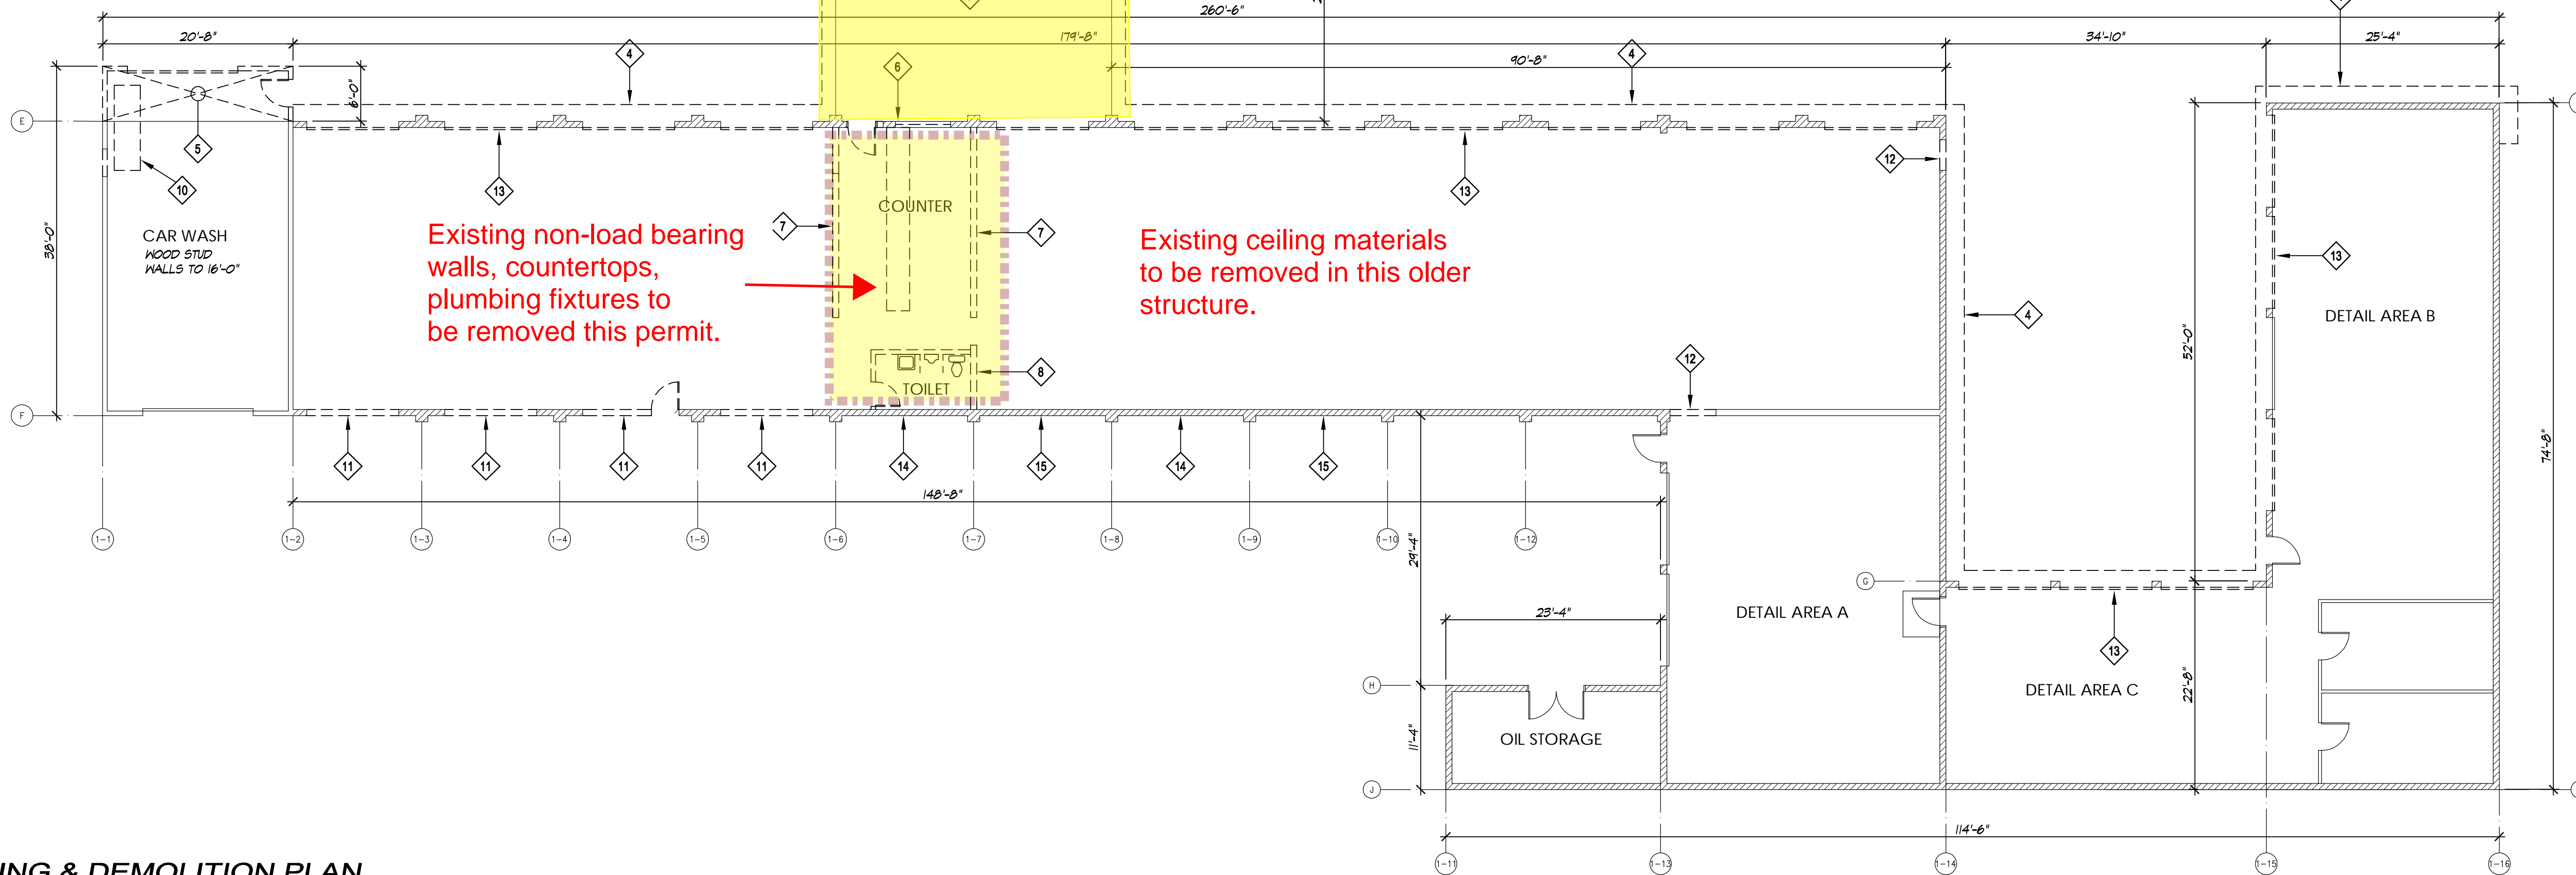 260'-6"
20'-8"
179'-8"
34'-10"
25'-4"
90'-8"
4
4
6
6'-0"
38'-0"
E
5
10
13
13
12
7
COUNTER
7
CAR WASH
WOOD STUD
WALLS TO 16'-0"
Existing non-load bearing
walls, countertops,
plumbing fixtures to
be removed this permit.
Existing ceiling materials
to be removed in this older
structure.
13
4
DETAIL AREA B
52'-0"
12
8
TOILET
F
11
11
11
11
14
15
14
15
74'-8"
148'-8"
1-1
1-2
1-3
1-4
1-5
1-6
1-7
1-8
1-9
1-10
1-12
29'-4"
G
23'-4"
DETAIL AREA A
13
H
DETAIL AREA C
22'-8"
11'-4"
OIL STORAGE
J
114'-6"
1-11
1-13
1-14
1-15
1-16
ING & DEMOLITION PLAN